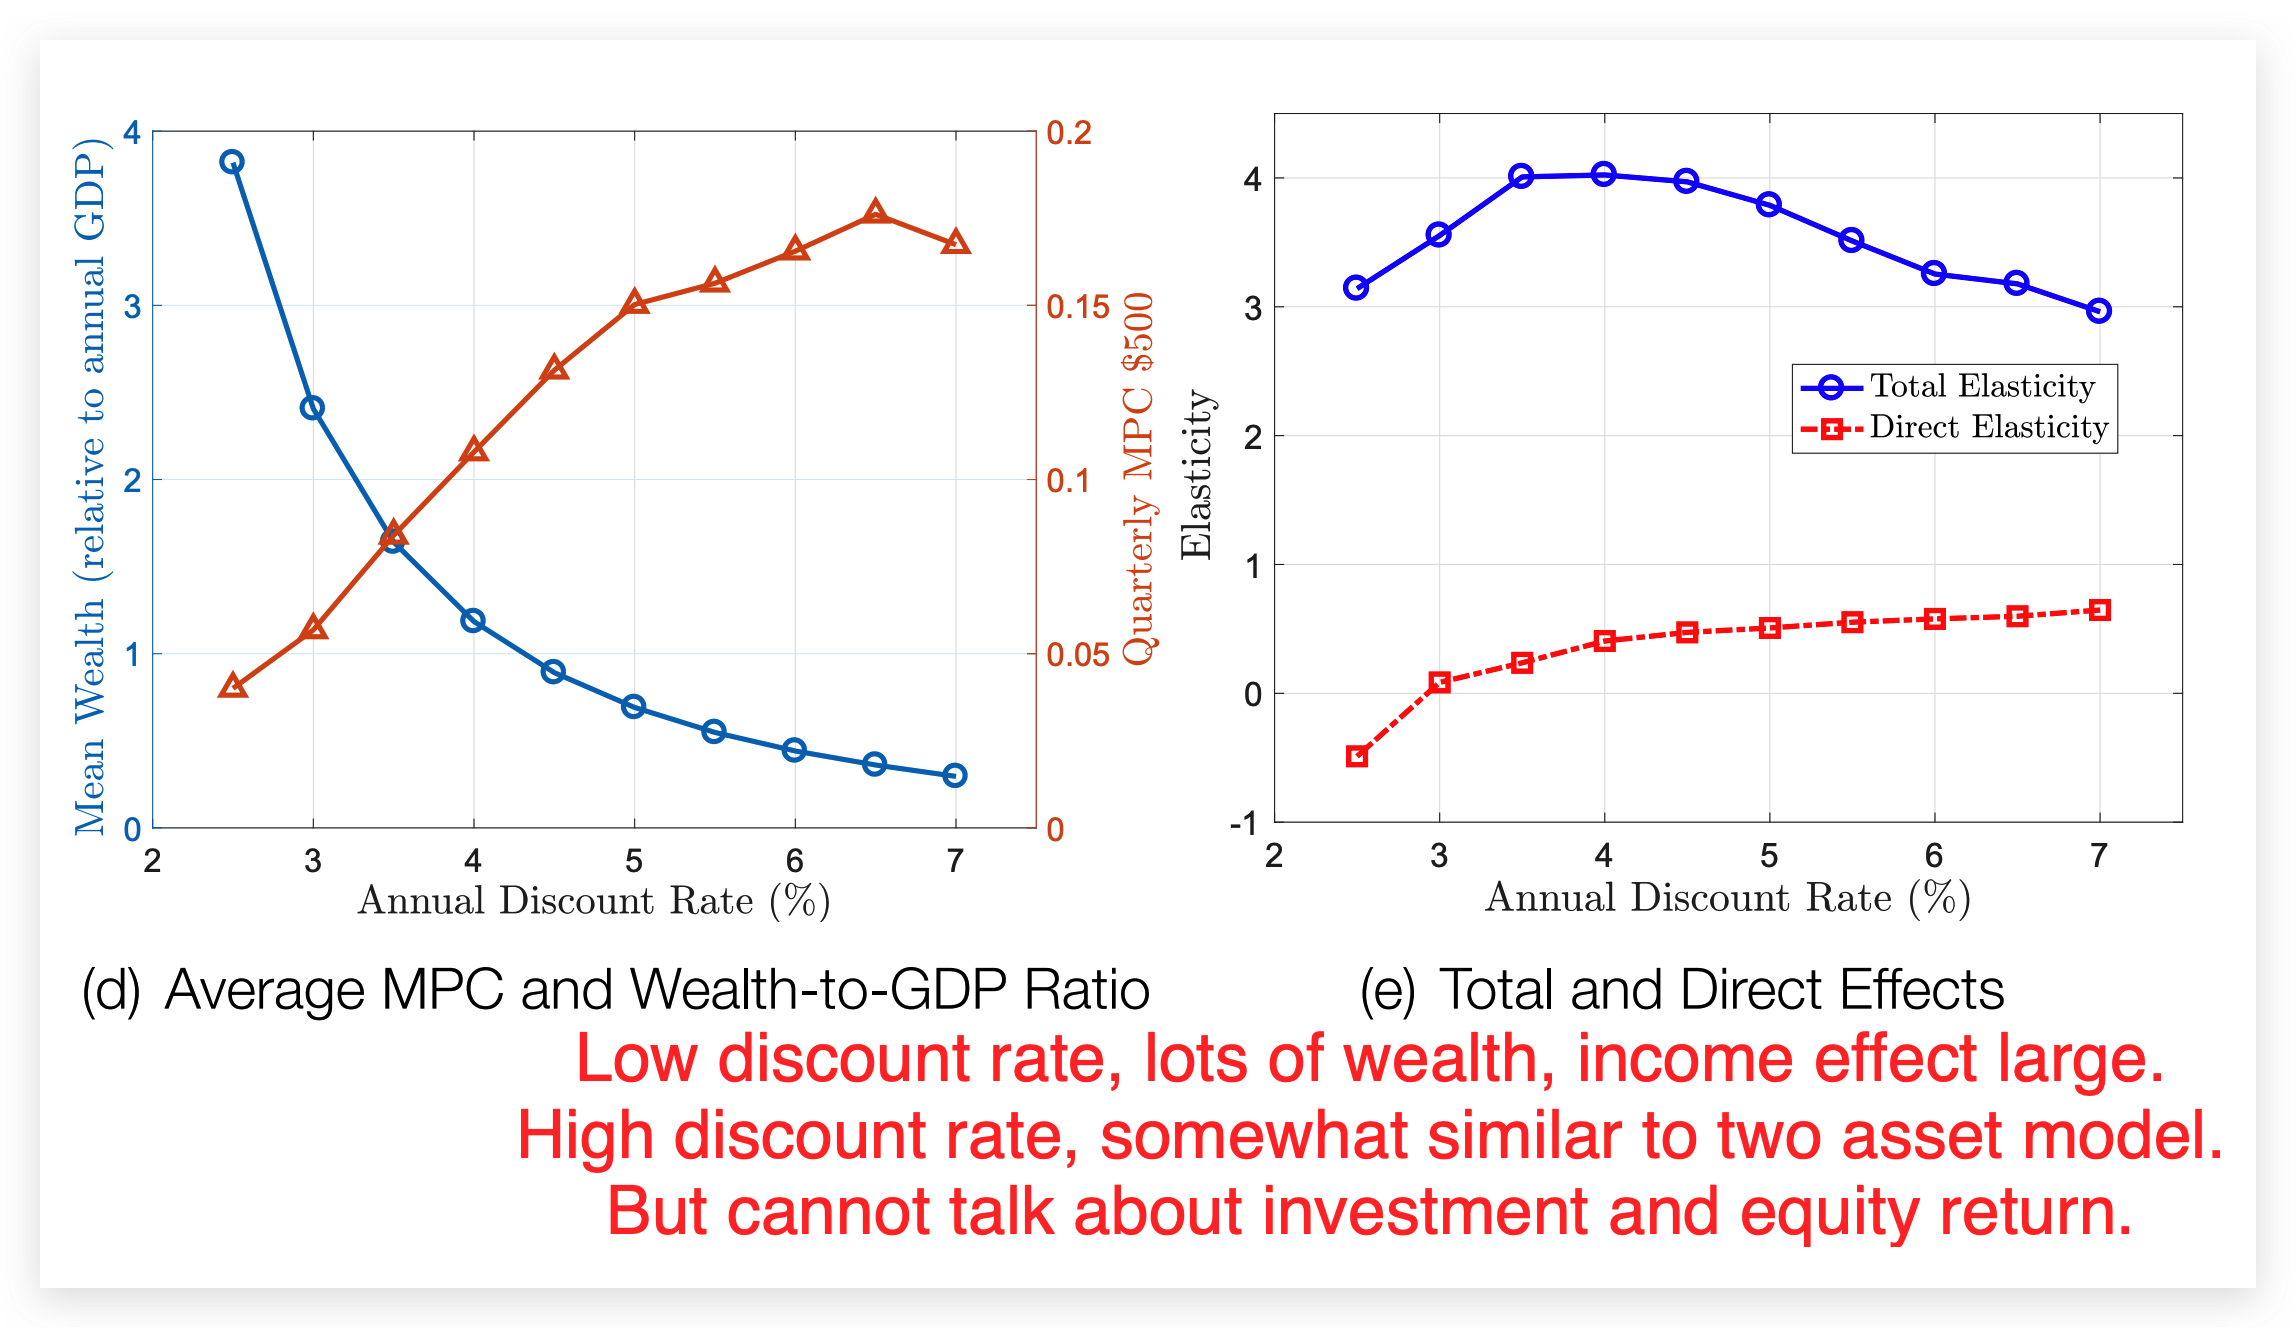 4
3
2
1
0
Mean Wealth (relative to annual GDP)
0.2
0.15
0.1
0.05
0
Quarterly MPC $500
2 3 4 5 6 7
Annual Discount Rate (%)
4
3
2
1
0
-1
Elasticity
Total Elasticity
Direct Elasticity
2 3 4 5 6 7
Annual Discount Rate (%)
(d) Average MPC and Wealth-to-GDP Ratio
(e) Total and Direct Effects
Low discount rate, lots of wealth, income effect large.
High discount rate, somewhat similar to two asset model.
But cannot talk about investment and equity return.